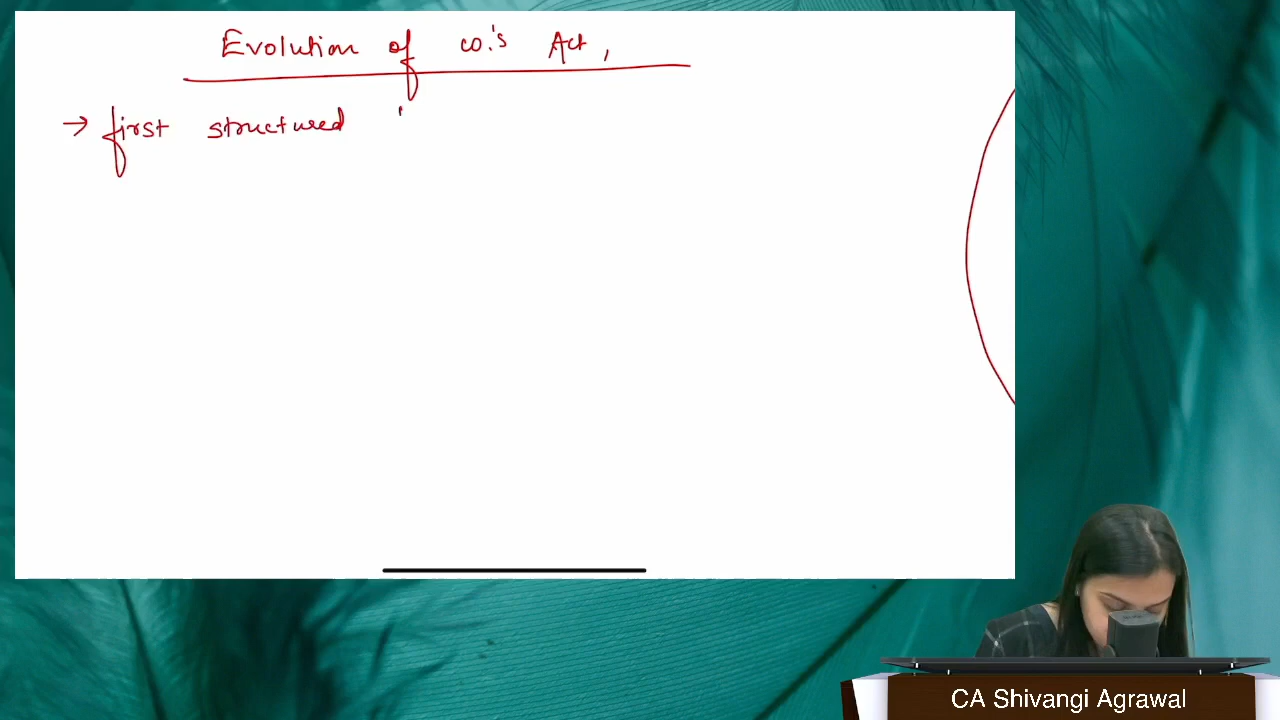 Evolution of co.'s Act,
→ first structured
CA Shivangi Agrawal